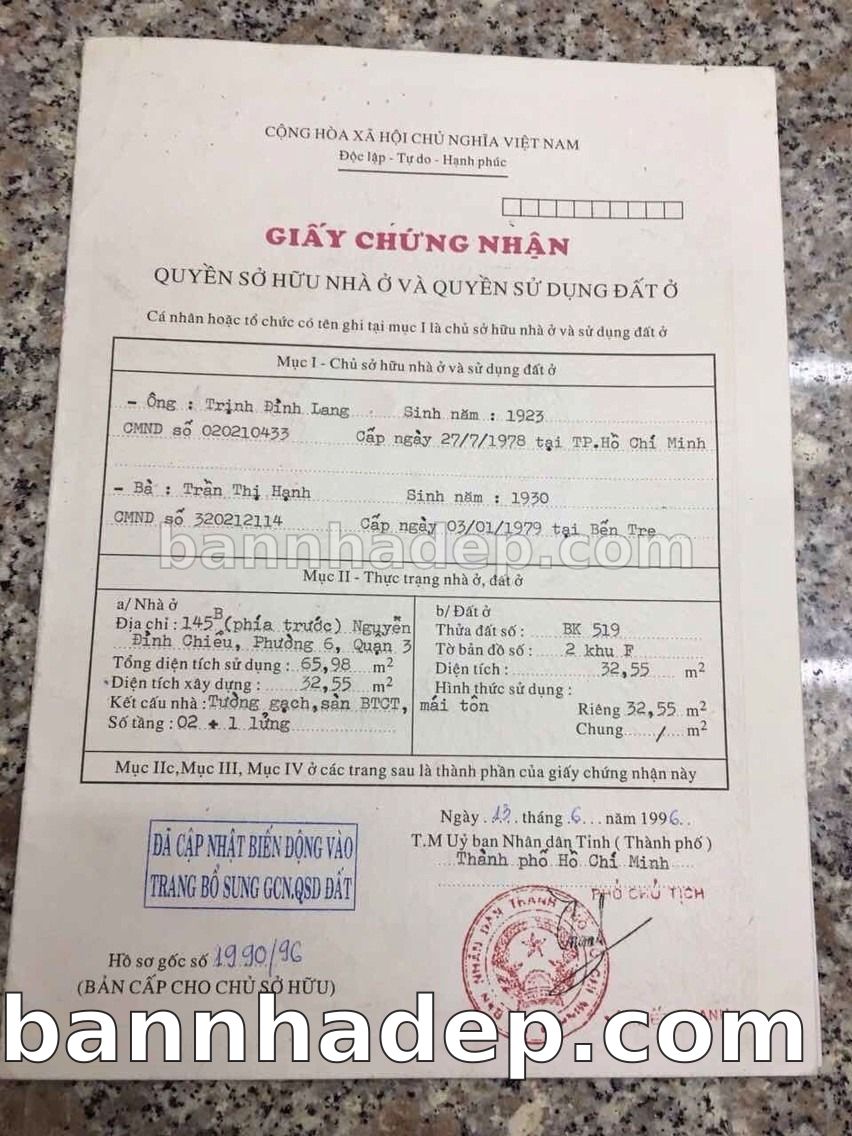 CỘNG HÒA XÃ HỘI CHỦ NGHĨA VIỆT NAM
Độc lập - Tự do - Hạnh phúc
GIẤY CHỨNG NHẬN
QUYỀN SỞ HỮU NHÀ Ở VÀ QUYỀN SỬ DỤNG ĐẤT Ở
Cá nhân hoặc tổ chức có tên ghi tại mục I là chủ sở hữu nhà ở và sử dụng đất ở
Mục I - Chủ sở hữu nhà ở và sử dụng đất ở
- Ông : Trịnh Đình Lang Sinh năm : 1923
CMND số 020210433 Cấp ngày 27/7/1978 tại TP.Hồ Chí Minh
- Bà : Trần Thị Hạnh Sinh năm : 1930
CMND số 320212114 Cấp ngày 03/01/1979 tại Bến Tre
bannhadep.com
Mục II - Thực trạng nhà ở, đất ở
a/ Nhà ở
Địa chỉ : 145B (phía trước) Nguyễn
Đình Chiểu, Phường 6, Quận 3
Tổng diện tích sử dụng : 65,98 m2
Diện tích xây dựng : 32,55 m2
Kết cấu nhà : Tường gạch, sàn BTCT, mái tôn
Số tầng : 02 + 1 lửng
b/ Đất ở
Thửa đất số : BK 519
Tờ bản đồ số : 2 khu F
Diện tích : 32,55 m2
Hình thức sử dụng :
Riêng 32,55 m2
Chung / m2
Mục IIc, Mục III, Mục IV ở các trang sau là thành phần của giấy chứng nhận này
Ngày 13 tháng 6 năm 1996
T.M Uỷ ban Nhân dân Tỉnh ( Thành phố )
Thành phố Hồ Chí Minh
PHÓ CHỦ TỊCH
ĐÃ CẬP NHẬT BIẾN ĐỘNG VÀO
TRANG BỔ SUNG GCN.QSD ĐẤT
Hồ sơ gốc số 1990/96
(BẢN CẤP CHO CHỦ SỞ HỮU)
bannhadep.com